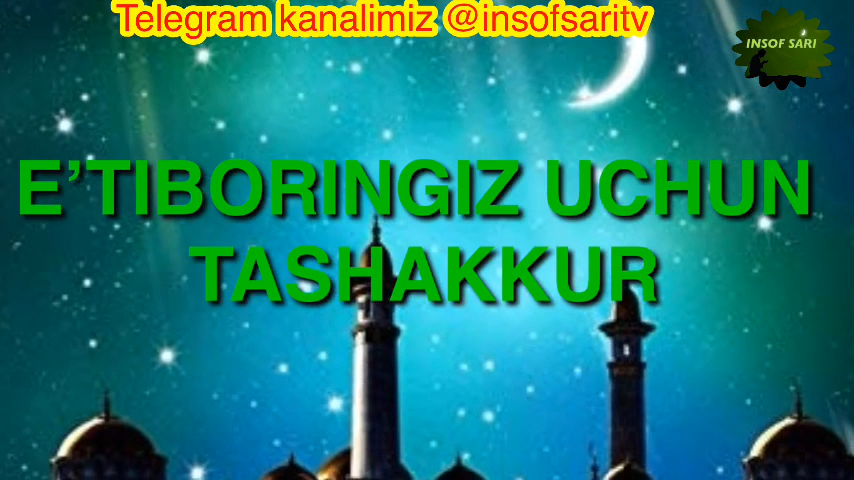 Telegram kanalimiz @insofsaritv
INSOF SARI
E’TIBORINGIZ UCHUN
TASHAKKUR